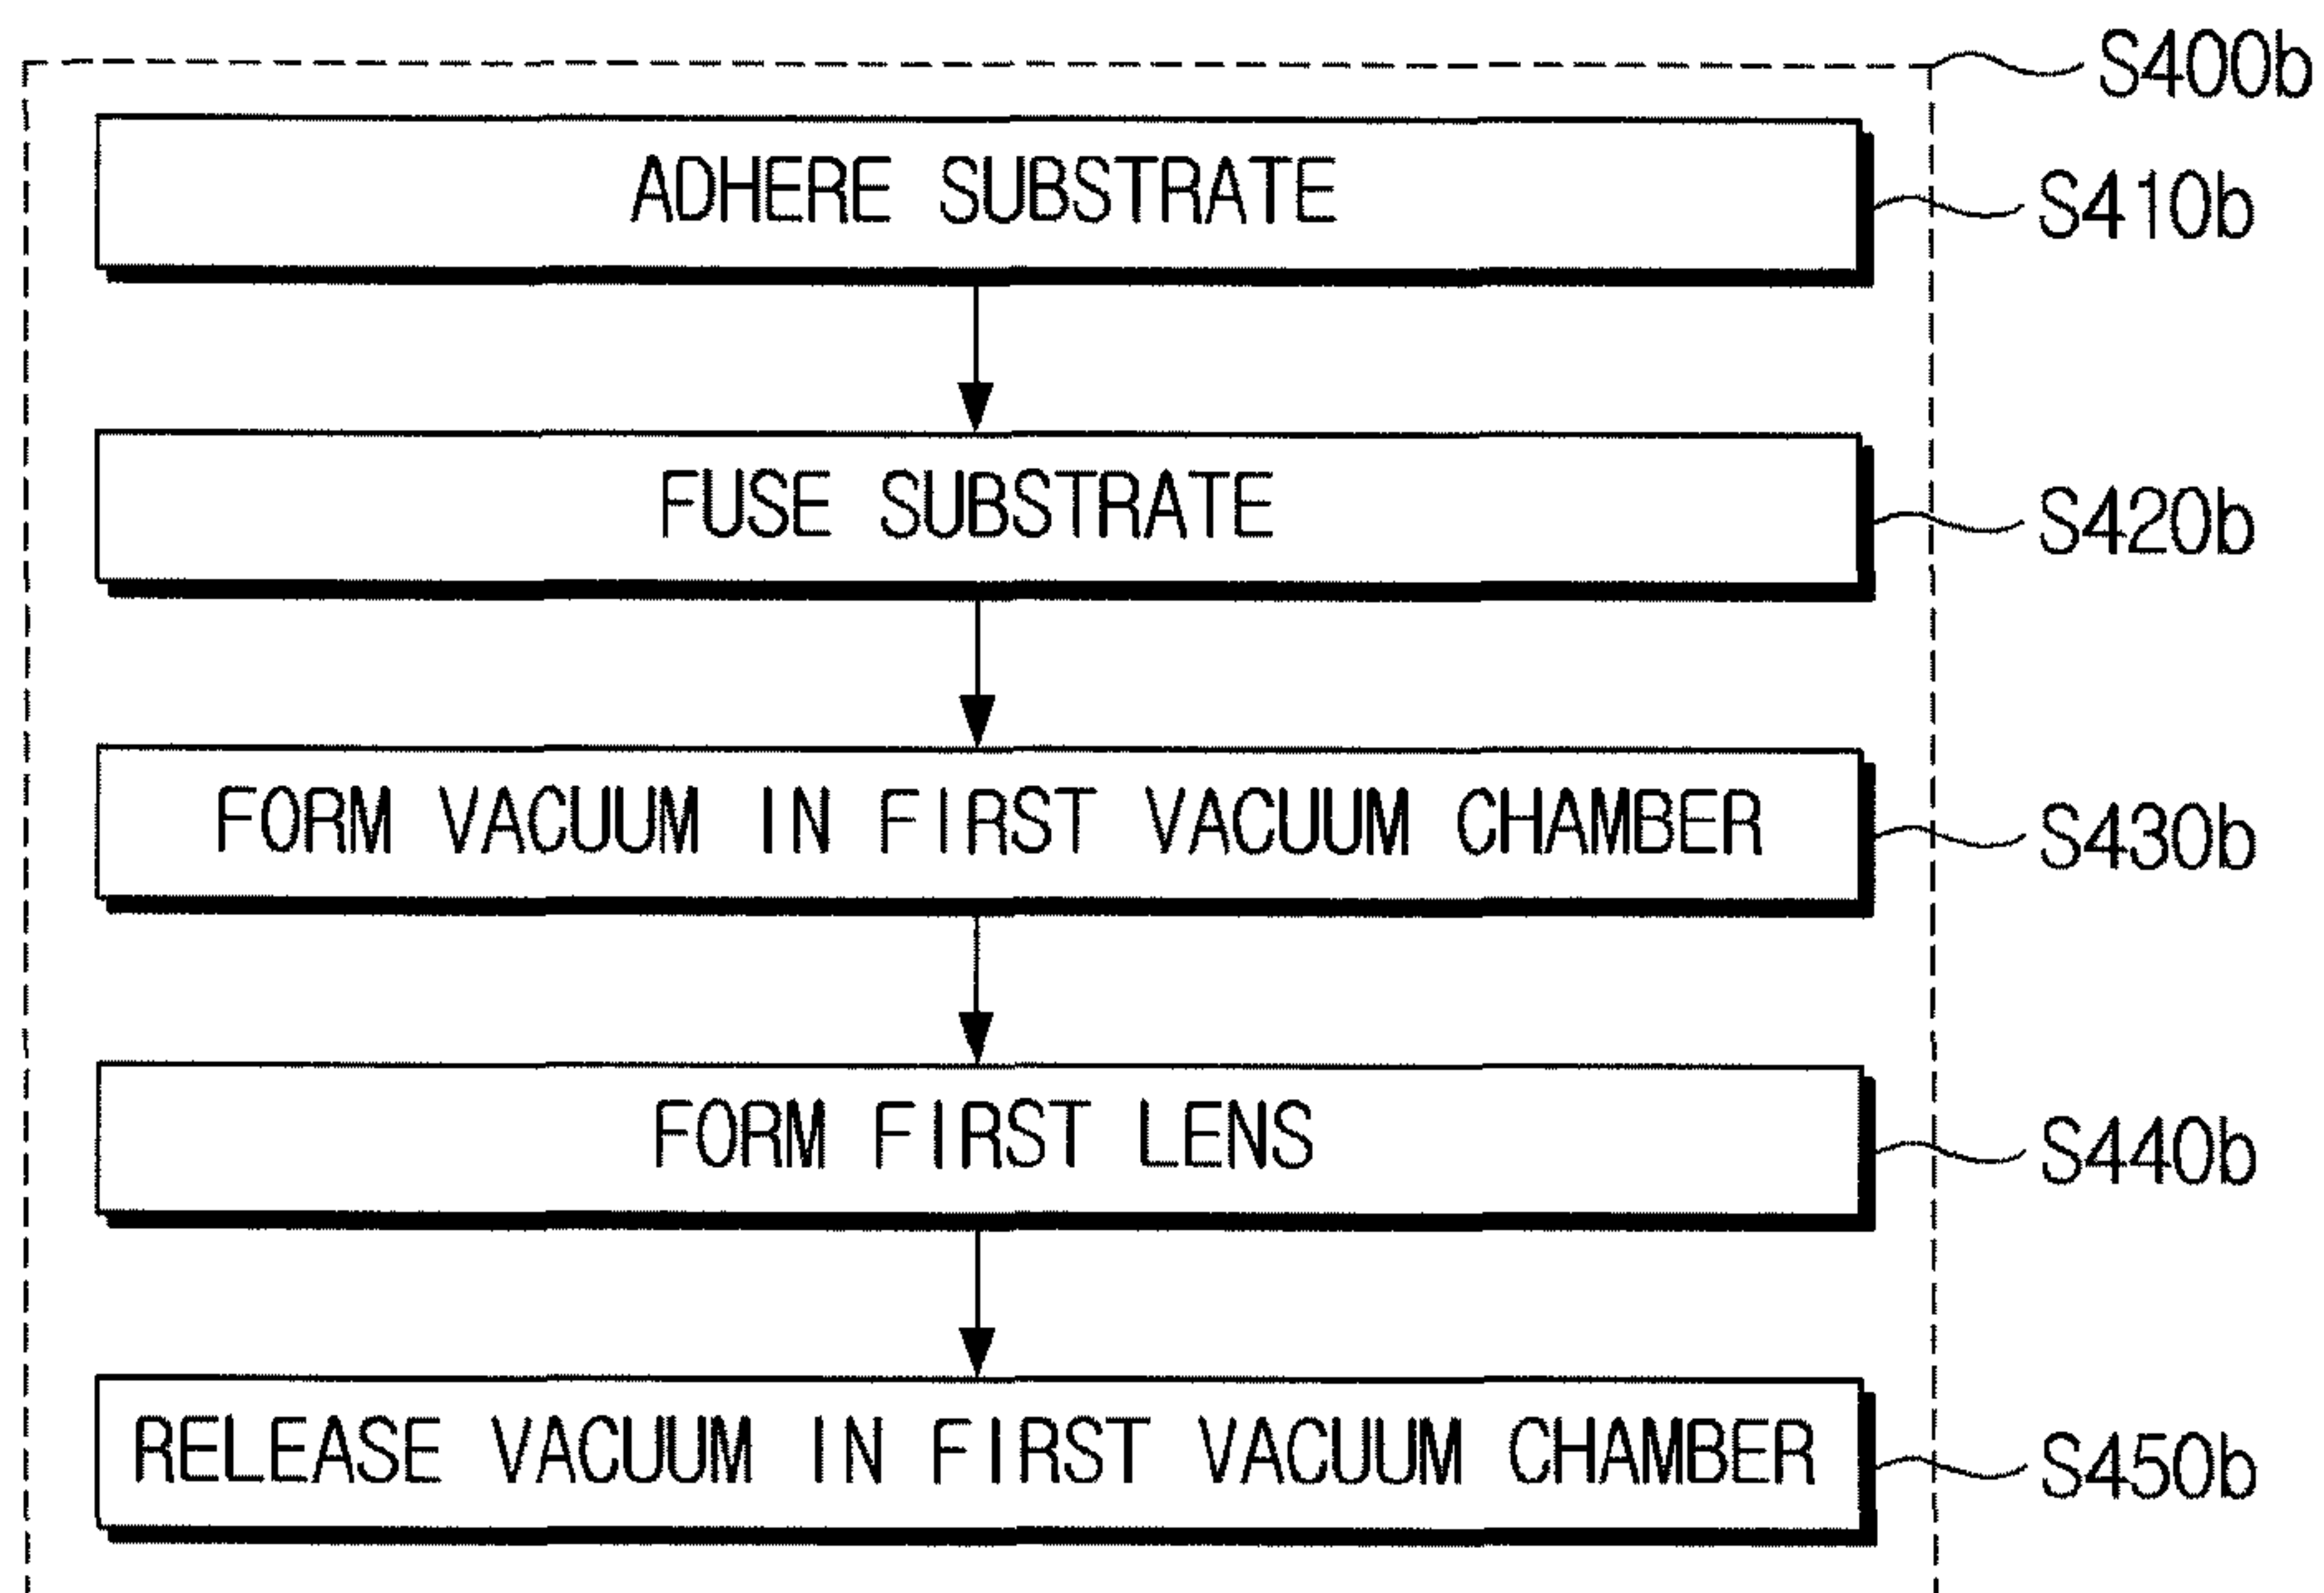 S400b
ADHERE SUBSTRATE S410b
FUSE SUBSTRATE S420b
FORM VACUUM IN FIRST VACUUM CHAMBER S430b
FORM FIRST LENS S440b
RELEASE VACUUM IN FIRST VACUUM CHAMBER S450b